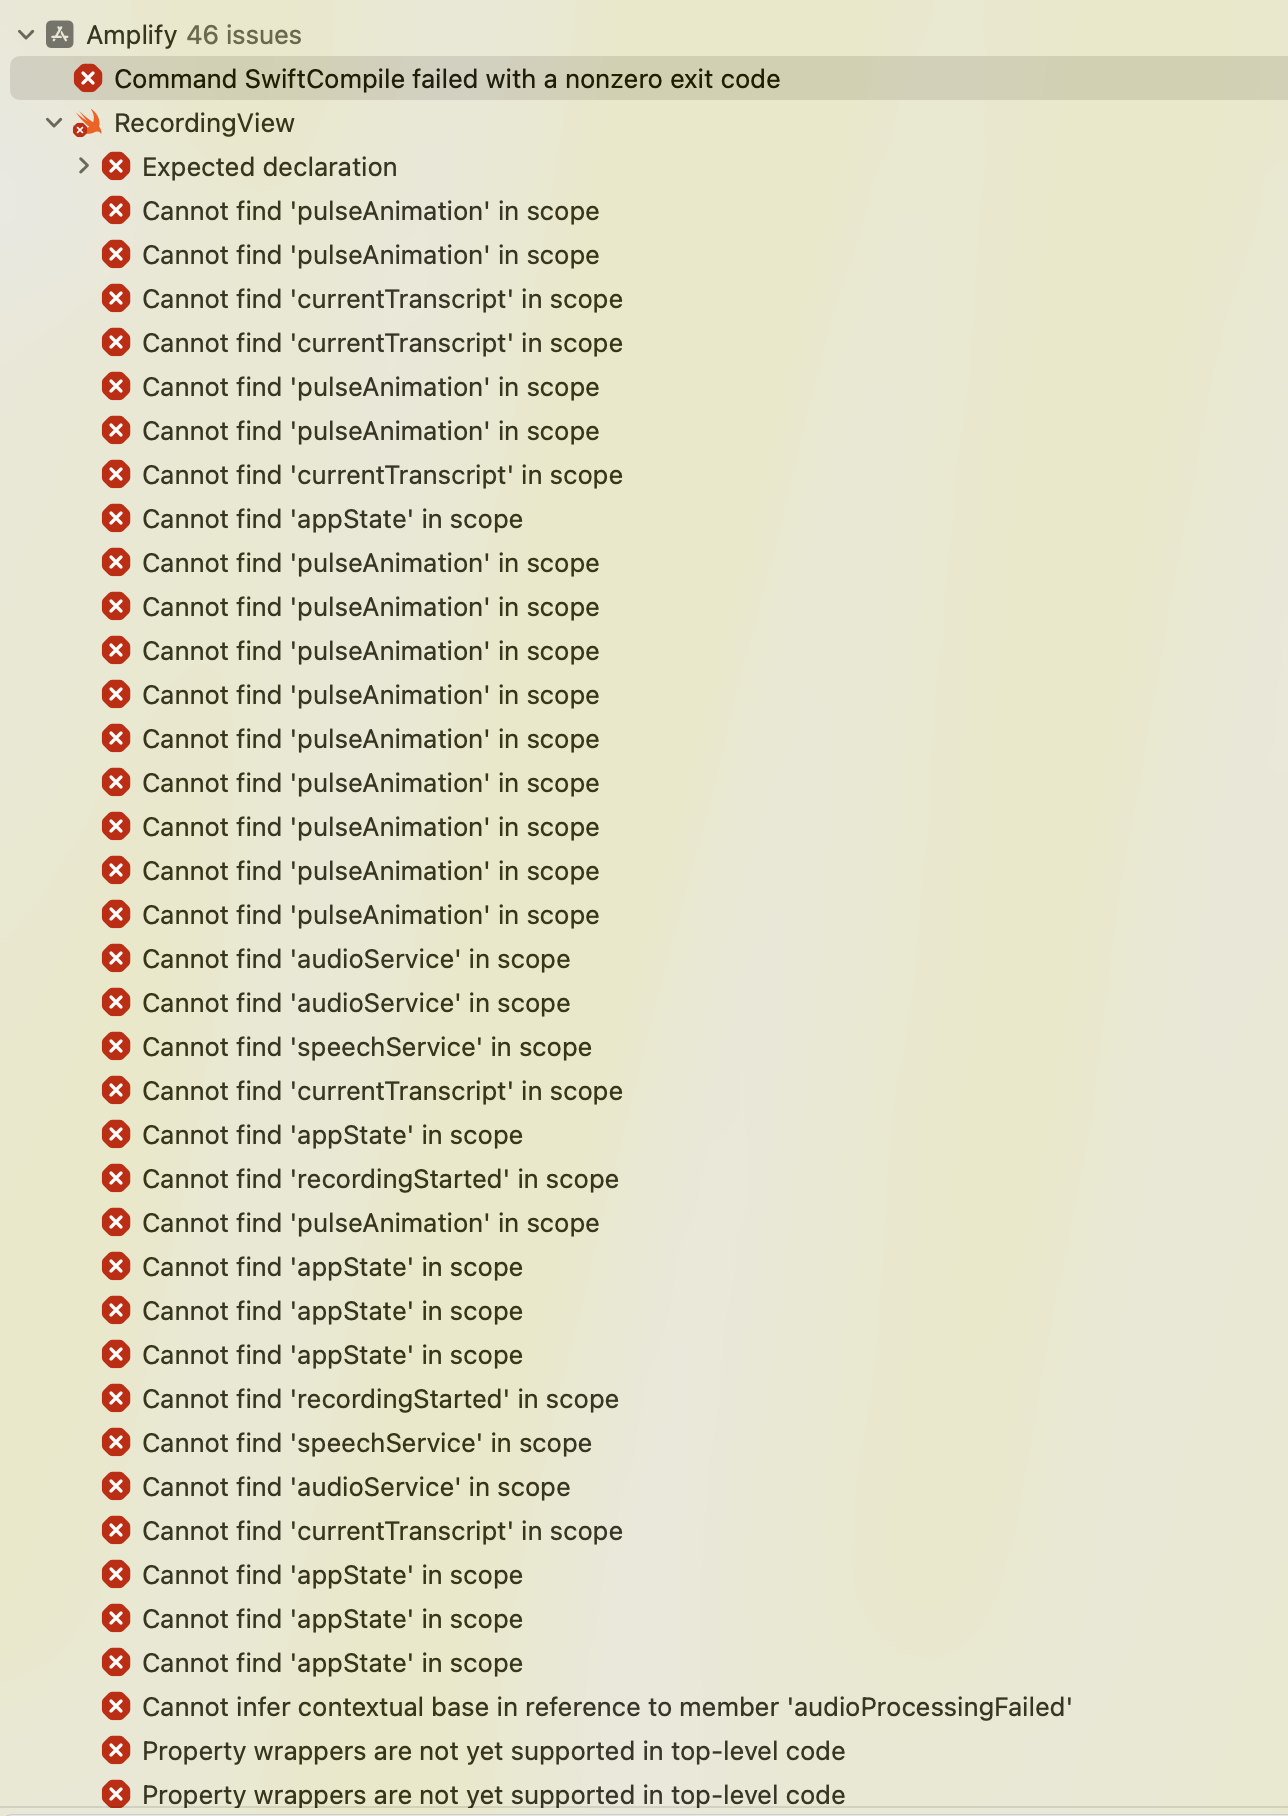 Amplify 46 issues
Command SwiftCompile failed with a nonzero exit code
RecordingView
Expected declaration
Cannot find 'pulseAnimation' in scope
Cannot find 'pulseAnimation' in scope
Cannot find 'currentTranscript' in scope
Cannot find 'currentTranscript' in scope
Cannot find 'pulseAnimation' in scope
Cannot find 'pulseAnimation' in scope
Cannot find 'currentTranscript' in scope
Cannot find 'appState' in scope
Cannot find 'pulseAnimation' in scope
Cannot find 'pulseAnimation' in scope
Cannot find 'pulseAnimation' in scope
Cannot find 'pulseAnimation' in scope
Cannot find 'pulseAnimation' in scope
Cannot find 'pulseAnimation' in scope
Cannot find 'pulseAnimation' in scope
Cannot find 'pulseAnimation' in scope
Cannot find 'pulseAnimation' in scope
Cannot find 'audioService' in scope
Cannot find 'audioService' in scope
Cannot find 'speechService' in scope
Cannot find 'currentTranscript' in scope
Cannot find 'appState' in scope
Cannot find 'recordingStarted' in scope
Cannot find 'pulseAnimation' in scope
Cannot find 'appState' in scope
Cannot find 'appState' in scope
Cannot find 'appState' in scope
Cannot find 'recordingStarted' in scope
Cannot find 'speechService' in scope
Cannot find 'audioService' in scope
Cannot find 'currentTranscript' in scope
Cannot find 'appState' in scope
Cannot find 'appState' in scope
Cannot find 'appState' in scope
Cannot infer contextual base in reference to member 'audioProcessingFailed'
Property wrappers are not yet supported in top-level code
Property wrappers are not yet supported in top-level code